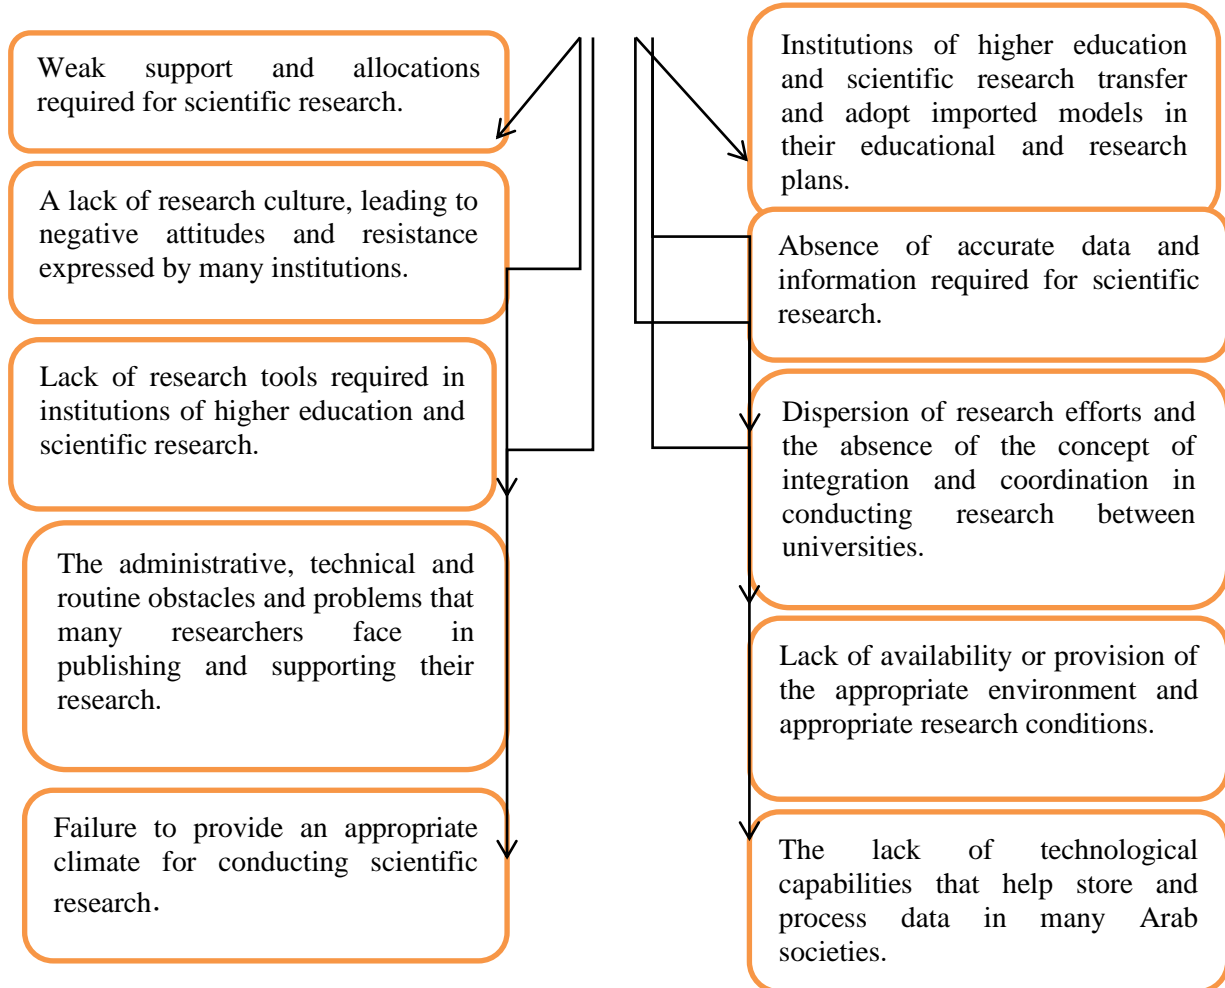 Weak support and allocations
required for scientific research.
A lack of research culture, leading to
negative attitudes and resistance
expressed by many institutions.
Lack of research tools required in
institutions of higher education and
scientific research.
The administrative, technical and
routine obstacles and problems that
many researchers face in
publishing and supporting their
research.
Failure to provide an appropriate
climate for conducting scientific
research.
Institutions of higher education
and scientific research transfer
and adopt imported models in
their educational and research
plans.
Absence of accurate data and
information required for scientific
research.
Dispersion of research efforts and
the absence of the concept of
integration and coordination in
conducting research between
universities.
Lack of availability or provision of
the appropriate environment and
appropriate research conditions.
The lack of technological
capabilities that help store and
process data in many Arab
societies.